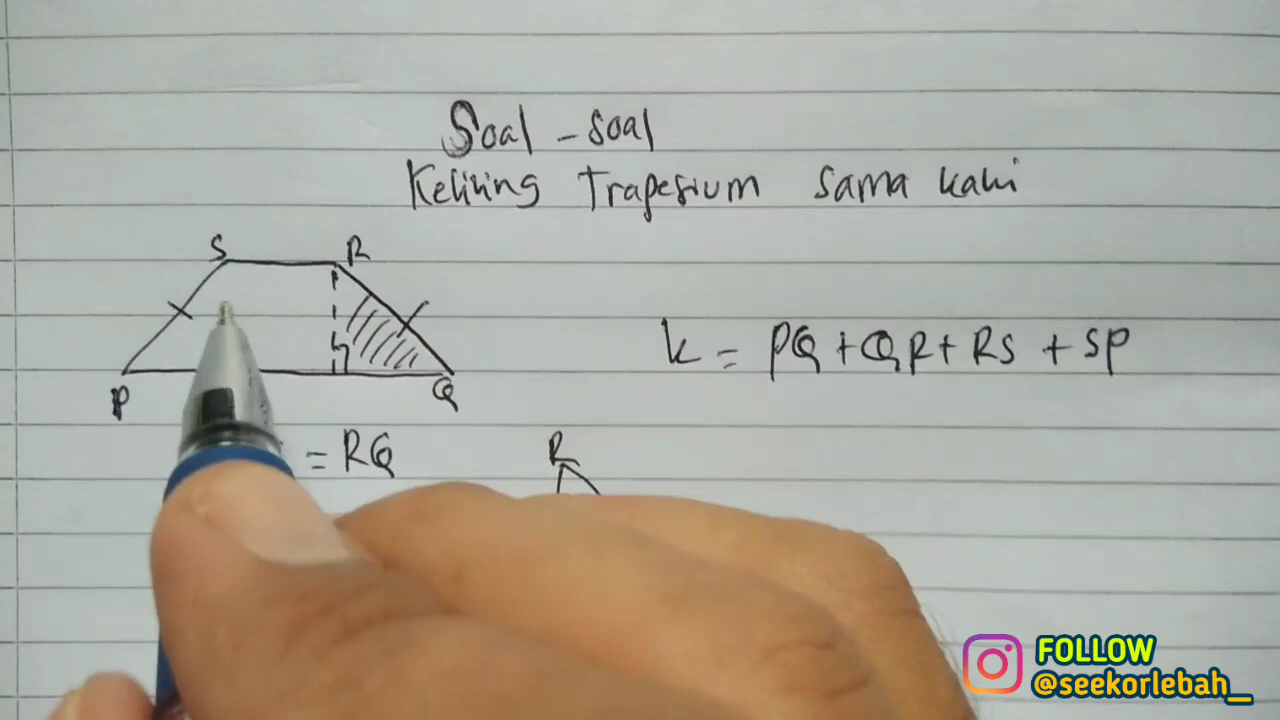 Soal - soal
Keliling Trapesium sama kaki
S R
K = PQ + QR + RS + SP
P Q
= RQ
R
FOLLOW
@seekorlebah_